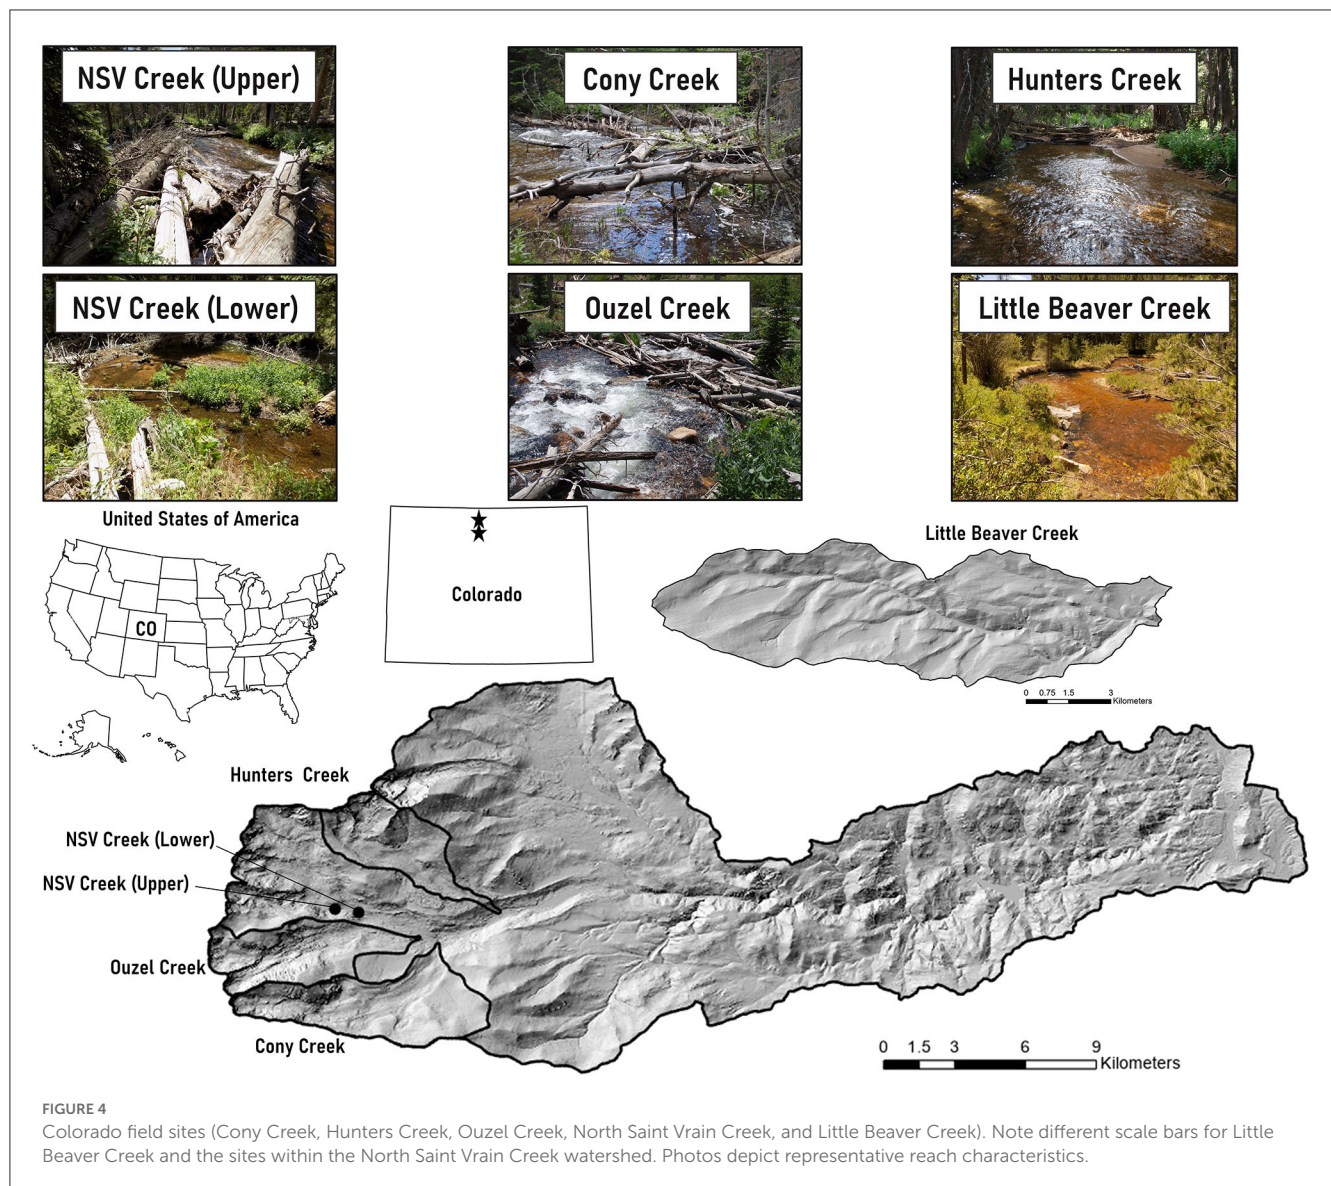 NSV Creek (Upper)
Cony Creek
Hunters Creek
NSV Creek (Lower)
Ouzel Creek
Little Beaver Creek
United States of America
CO
Colorado
Little Beaver Creek
0 0.75 1.5 3
Kilometers
Hunters Creek
NSV Creek (Lower)
NSV Creek (Upper)
Ouzel Creek
Cony Creek
0 1.5 3 6 9
Kilometers
FIGURE 4
Colorado field sites (Cony Creek, Hunters Creek, Ouzel Creek, North Saint Vrain Creek, and Little Beaver Creek). Note different scale bars for Little
Beaver Creek and the sites within the North Saint Vrain Creek watershed. Photos depict representative reach characteristics.